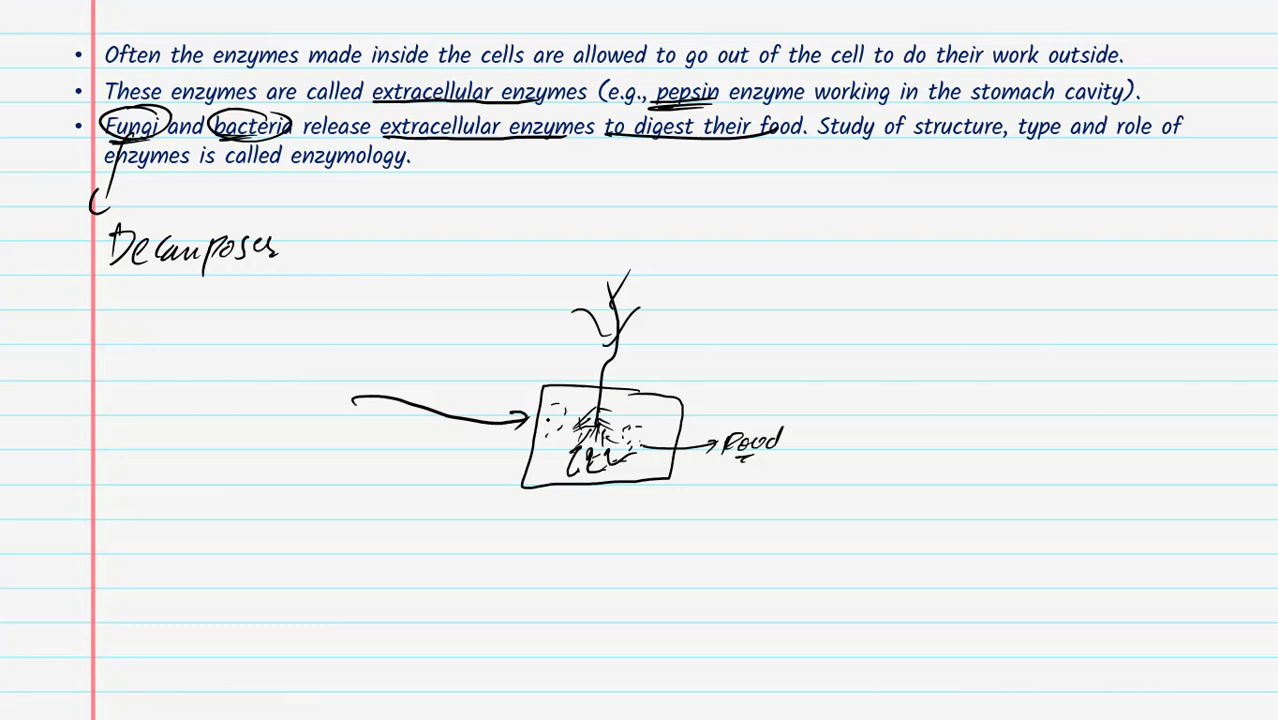 • Often the enzymes made inside the cells are allowed to go out of the cell to do their work outside.
• These enzymes are called extracellular enzymes (e.g., pepsin enzyme working in the stomach cavity).
• Fungi and bacteria release extracellular enzymes to digest their food. Study of structure, type and role of
enzymes is called enzymology.
Decomposer
Food